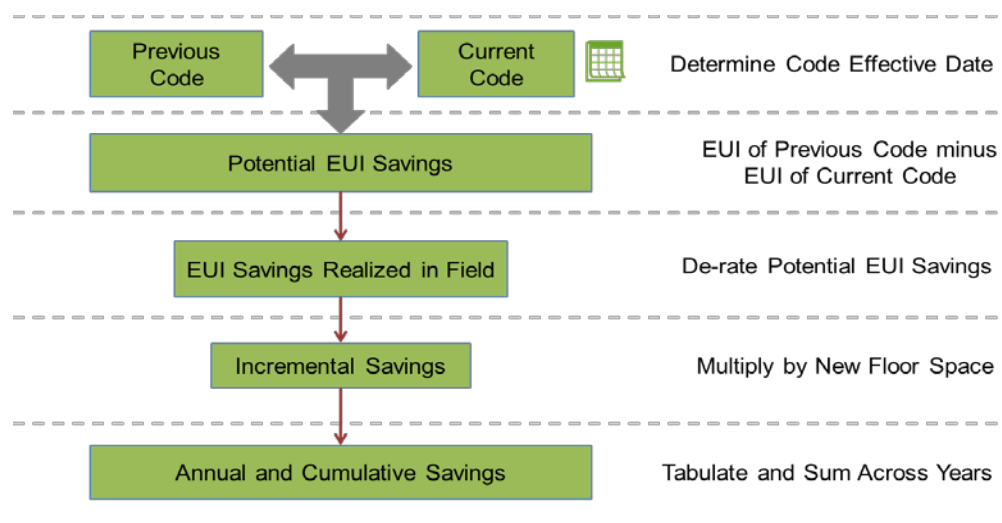 Previous
Code
Current
Code
Determine Code Effective Date
Potential EUI Savings
EUI of Previous Code minus
EUI of Current Code
EUI Savings Realized in Field
De-rate Potential EUI Savings
Incremental Savings
Multiply by New Floor Space
Annual and Cumulative Savings
Tabulate and Sum Across Years